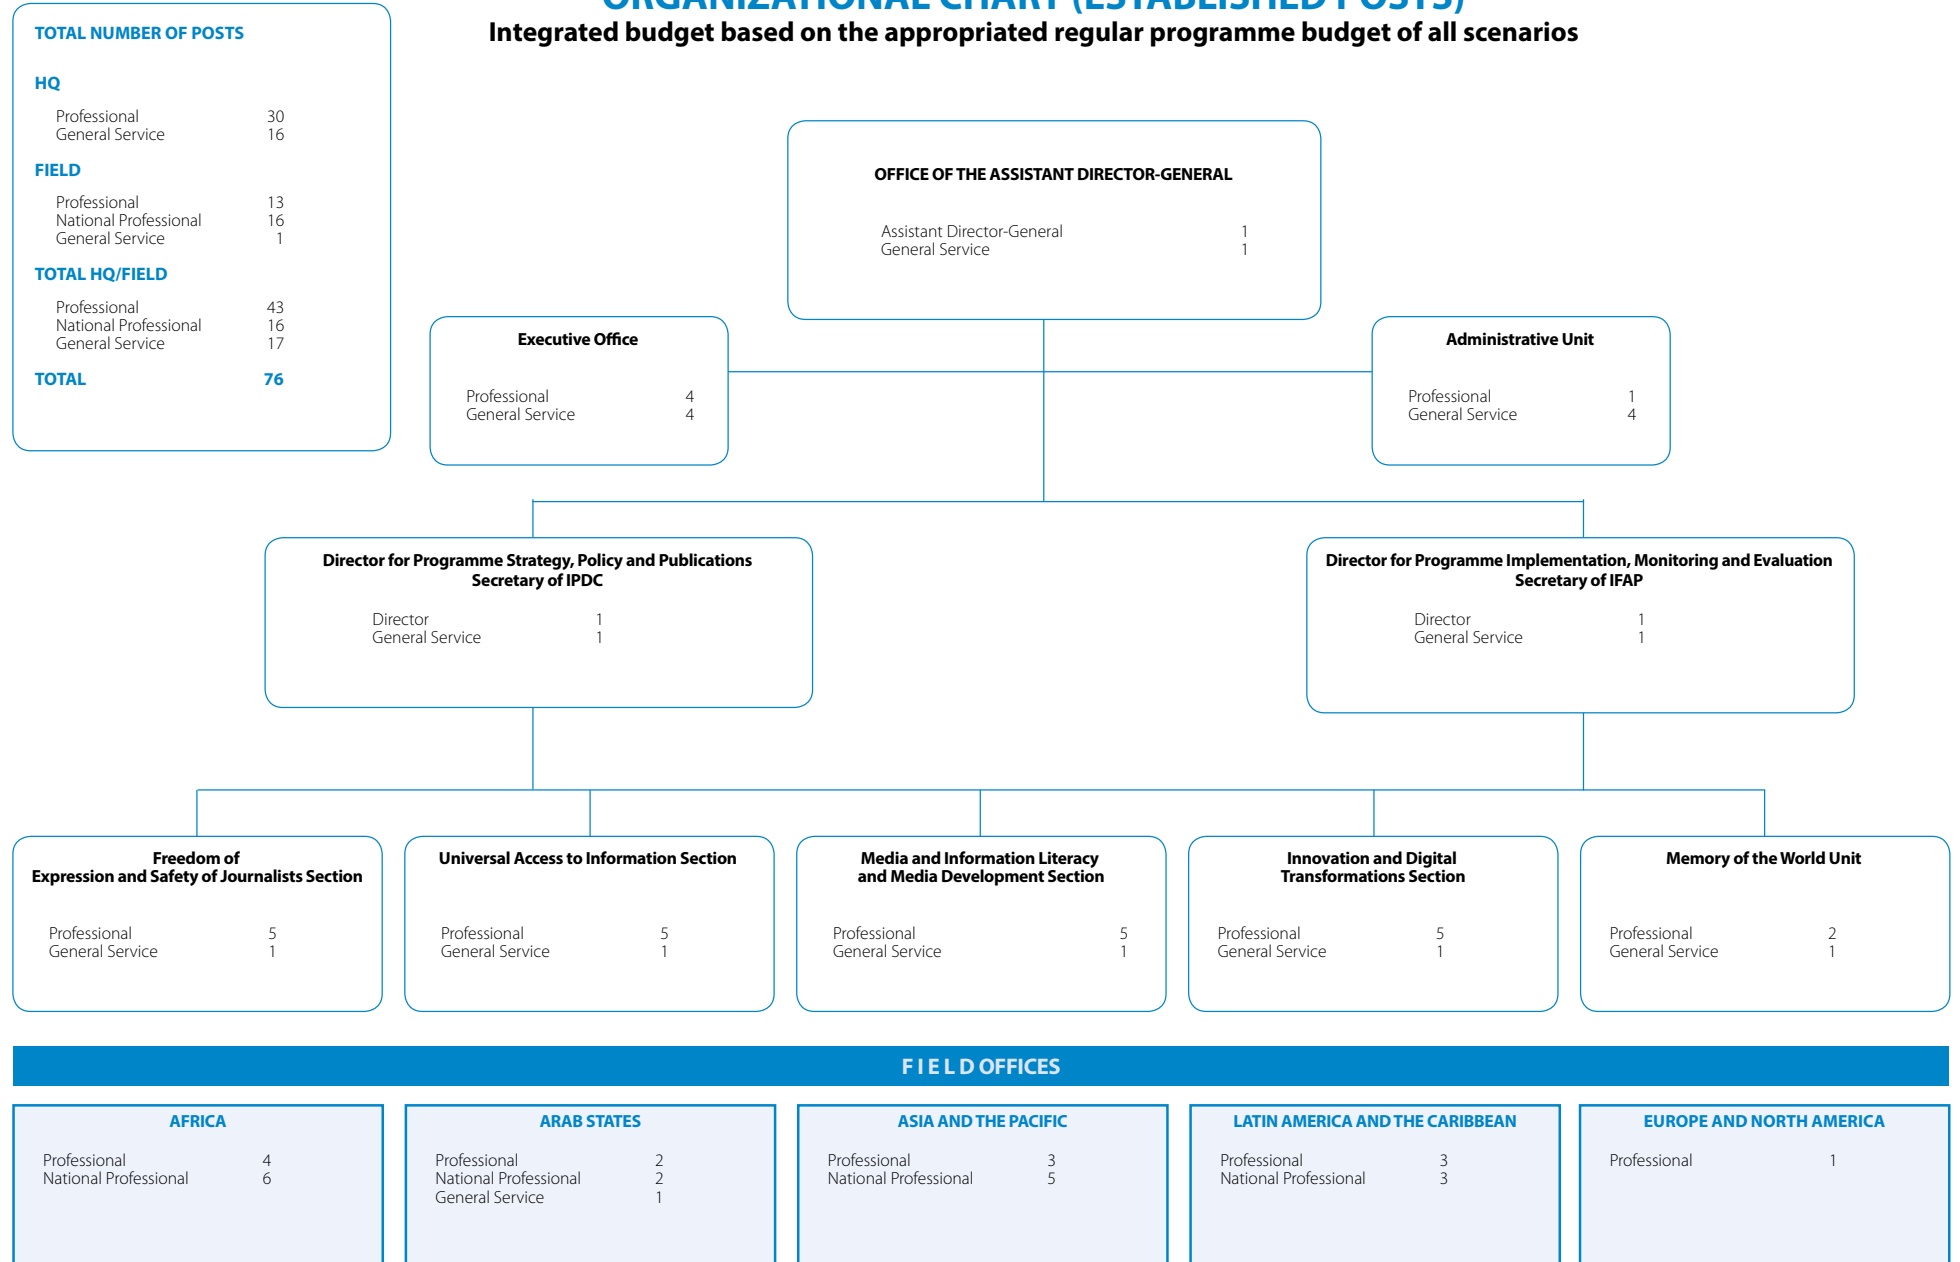 ORGANIZATIONAL CHART (ESTABLISHED POSTS)
Integrated budget based on the appropriated regular programme budget of all scenarios
TOTAL NUMBER OF POSTS
HQ
Professional 30
General Service 16
FIELD
Professional 13
National Professional 16
General Service 1
TOTAL HQ/FIELD
Professional 43
National Professional 16
General Service 17
TOTAL 76
OFFICE OF THE ASSISTANT DIRECTOR-GENERAL
Assistant Director-General 1
General Service 1
Executive Office
Professional 4
General Service 4
Administrative Unit
Professional 1
General Service 4
Director for Programme Strategy, Policy and Publications
Secretary of IPDC
Director 1
General Service 1
Director for Programme Implementation, Monitoring and Evaluation
Secretary of IFAP
Director 1
General Service 1
Freedom of
Expression and Safety of Journalists Section
Professional 5
General Service 1
Universal Access to Information Section
Professional 5
General Service 1
Media and Information Literacy
and Media Development Section
Professional 5
General Service 1
Innovation and Digital
Transformations Section
Professional 5
General Service 1
Memory of the World Unit
Professional 2
General Service 1
FIELD OFFICES
AFRICA
Professional 4
National Professional 6
ARAB STATES
Professional 2
National Professional 2
General Service 1
ASIA AND THE PACIFIC
Professional 3
National Professional 5
LATIN AMERICA AND THE CARIBBEAN
Professional 3
National Professional 3
EUROPE AND NORTH AMERICA
Professional 1